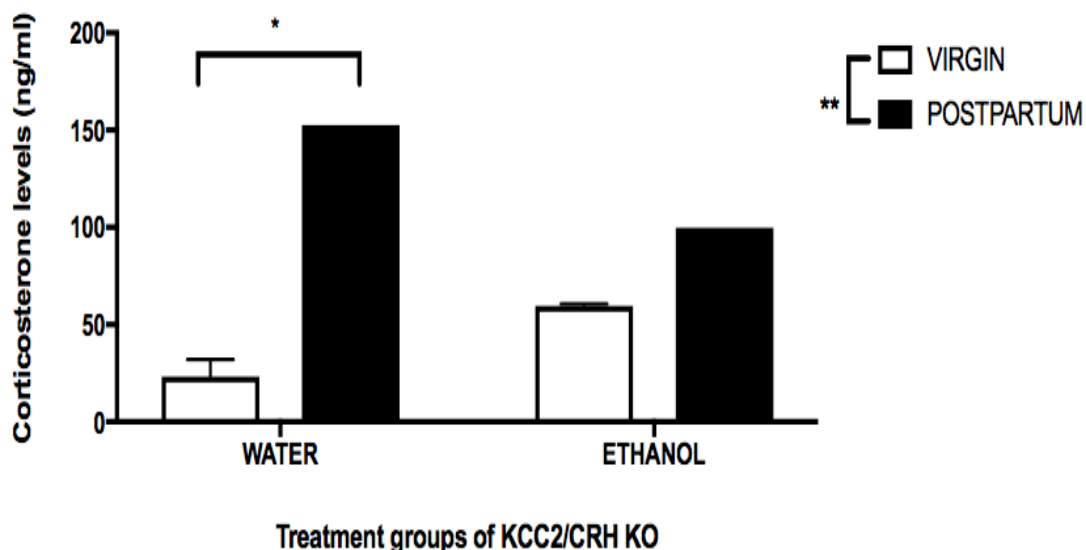 Corticosterone levels (ng/ml)
200
150
100
50
0
*
**
VIRGIN
POSTPARTUM
WATER
ETHANOL
Treatment groups of KCC2/CRH KO